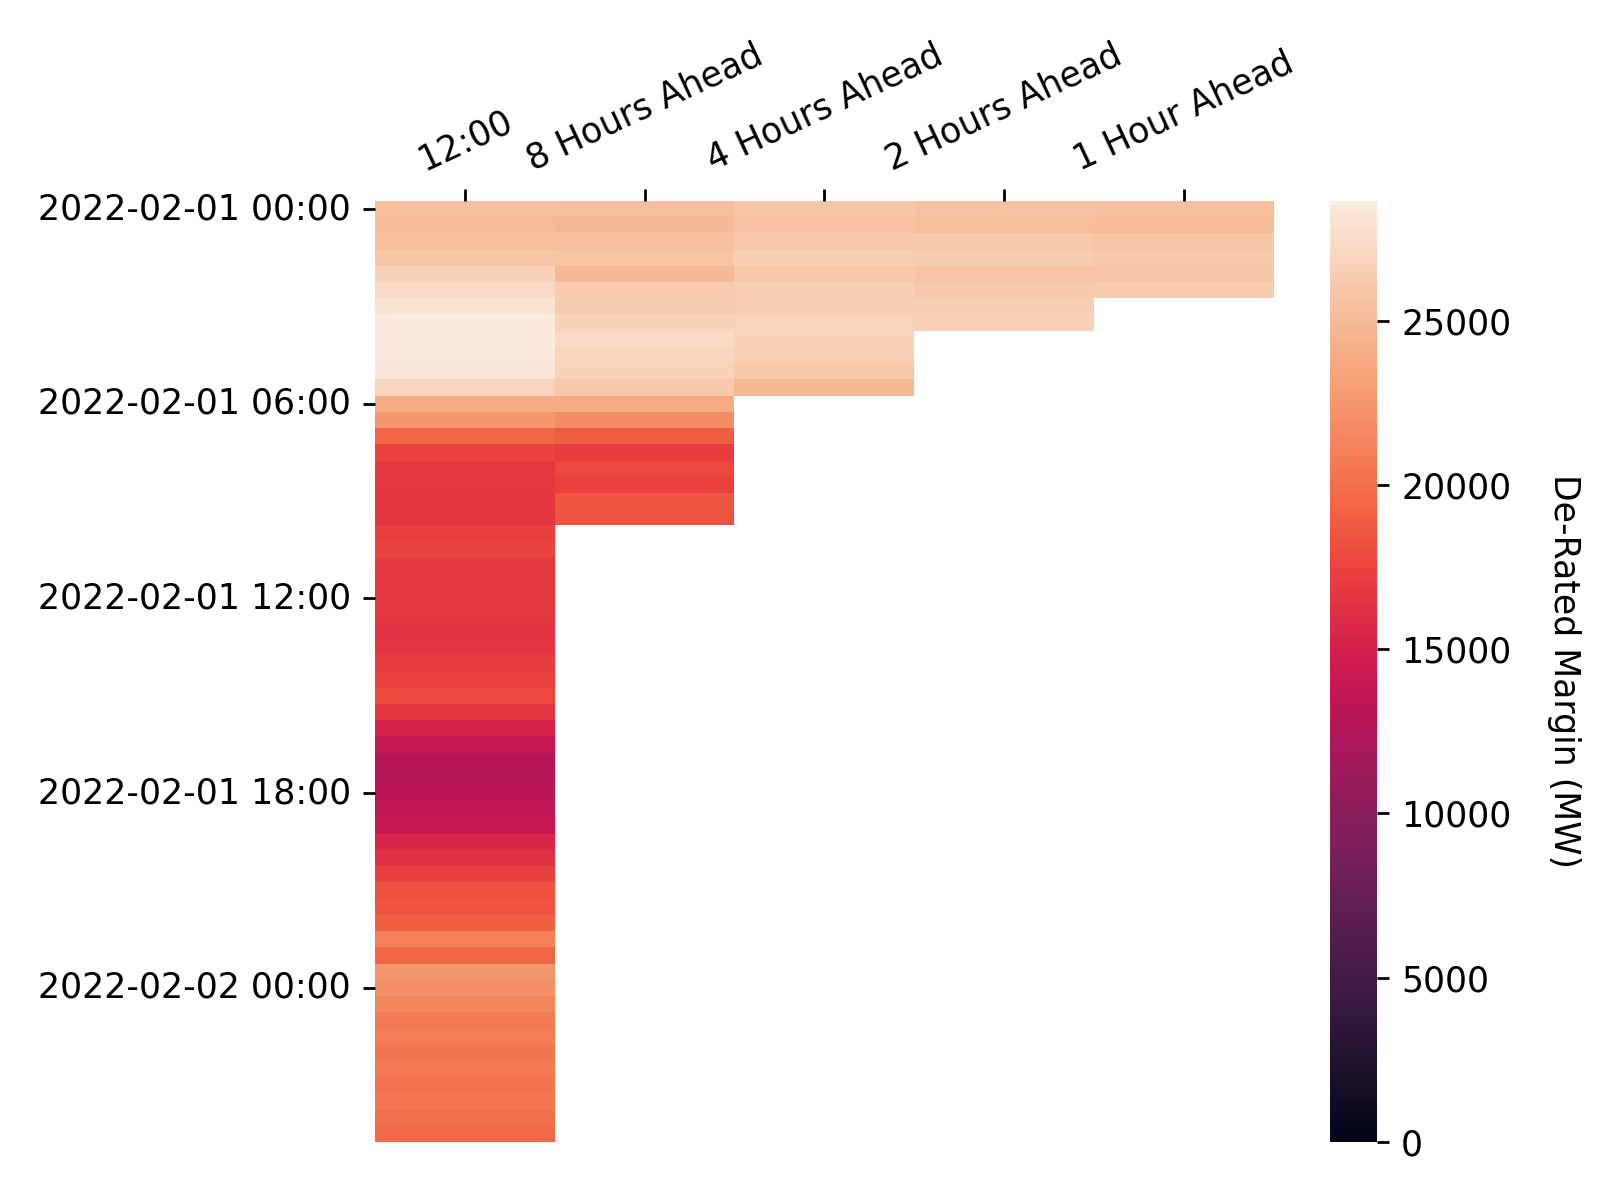 12:00
8 Hours Ahead
4 Hours Ahead
2 Hours Ahead
1 Hour Ahead
2022-02-01 00:00
2022-02-01 06:00
2022-02-01 12:00
2022-02-01 18:00
2022-02-02 00:00
25000
20000
15000
10000
5000
0
De-Rated Margin (MW)